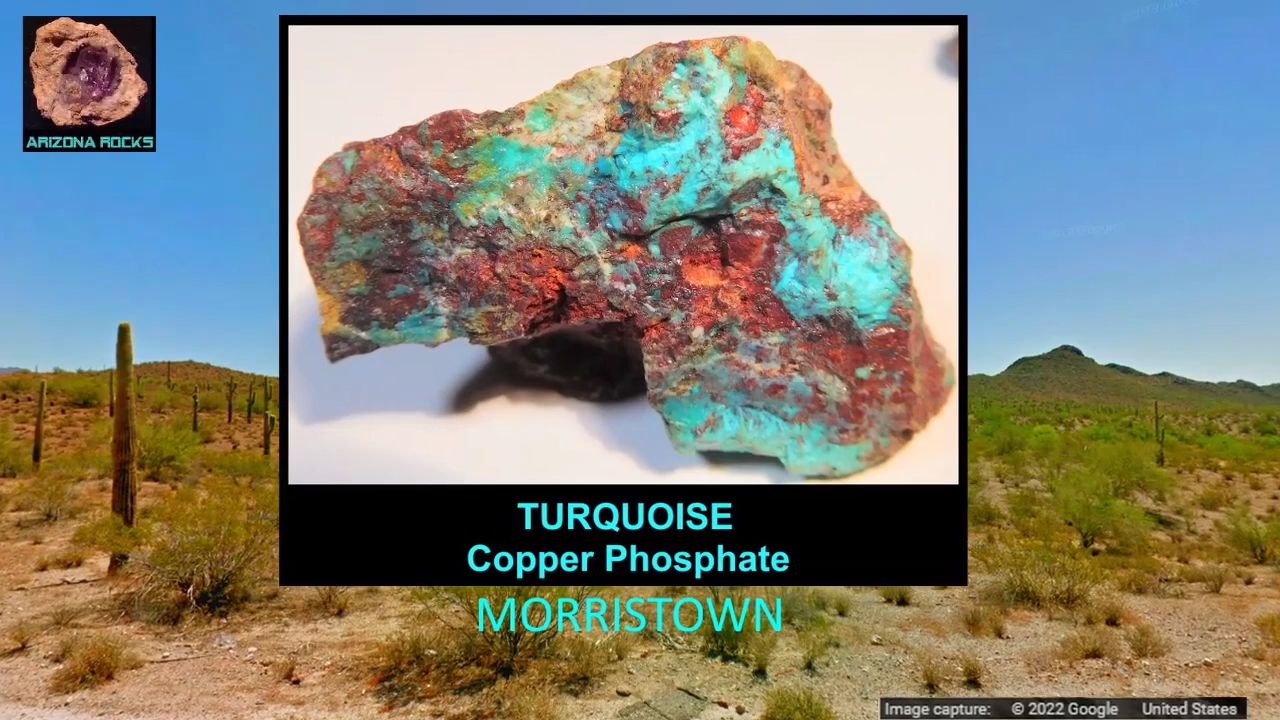 ARIZONA ROCKS
TURQUOISE
Copper Phosphate
MORRISTOWN
Image capture: © 2022 Google United States